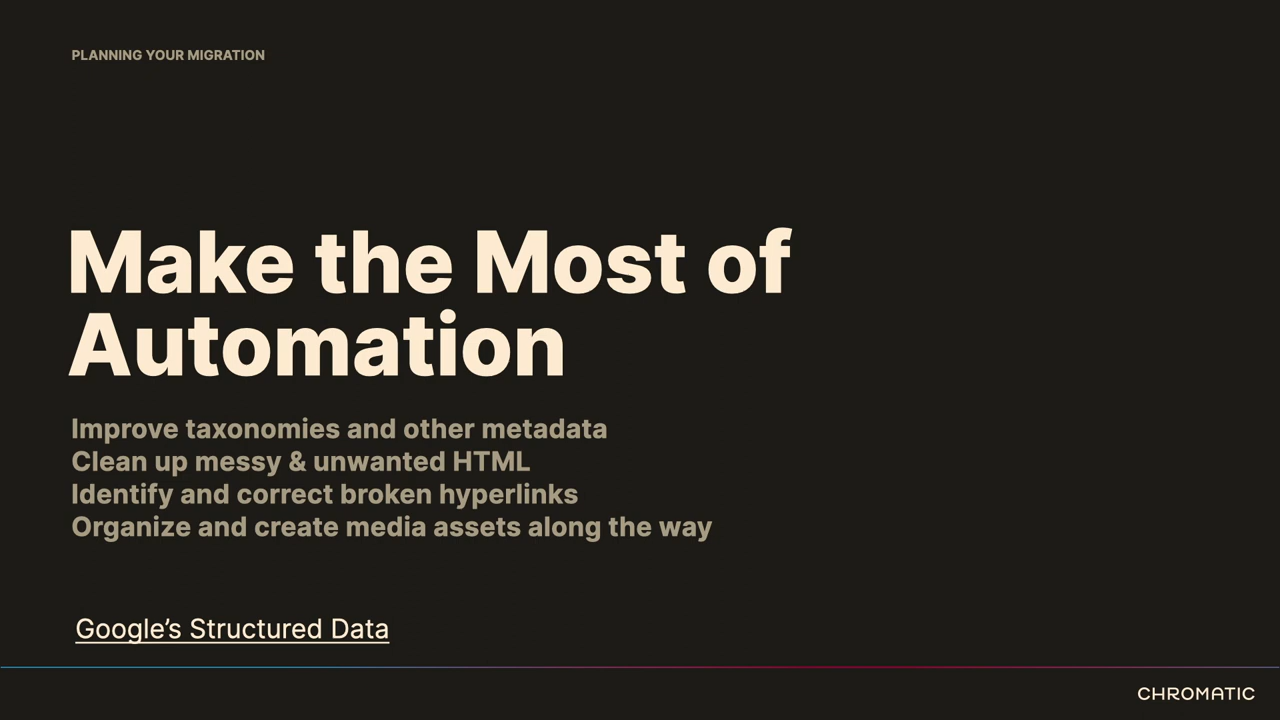 PLANNING YOUR MIGRATION
Make the Most of
Automation
Improve taxonomies and other metadata
Clean up messy & unwanted HTML
Identify and correct broken hyperlinks
Organize and create media assets along the way
Google’s Structured Data
CHROMATIC